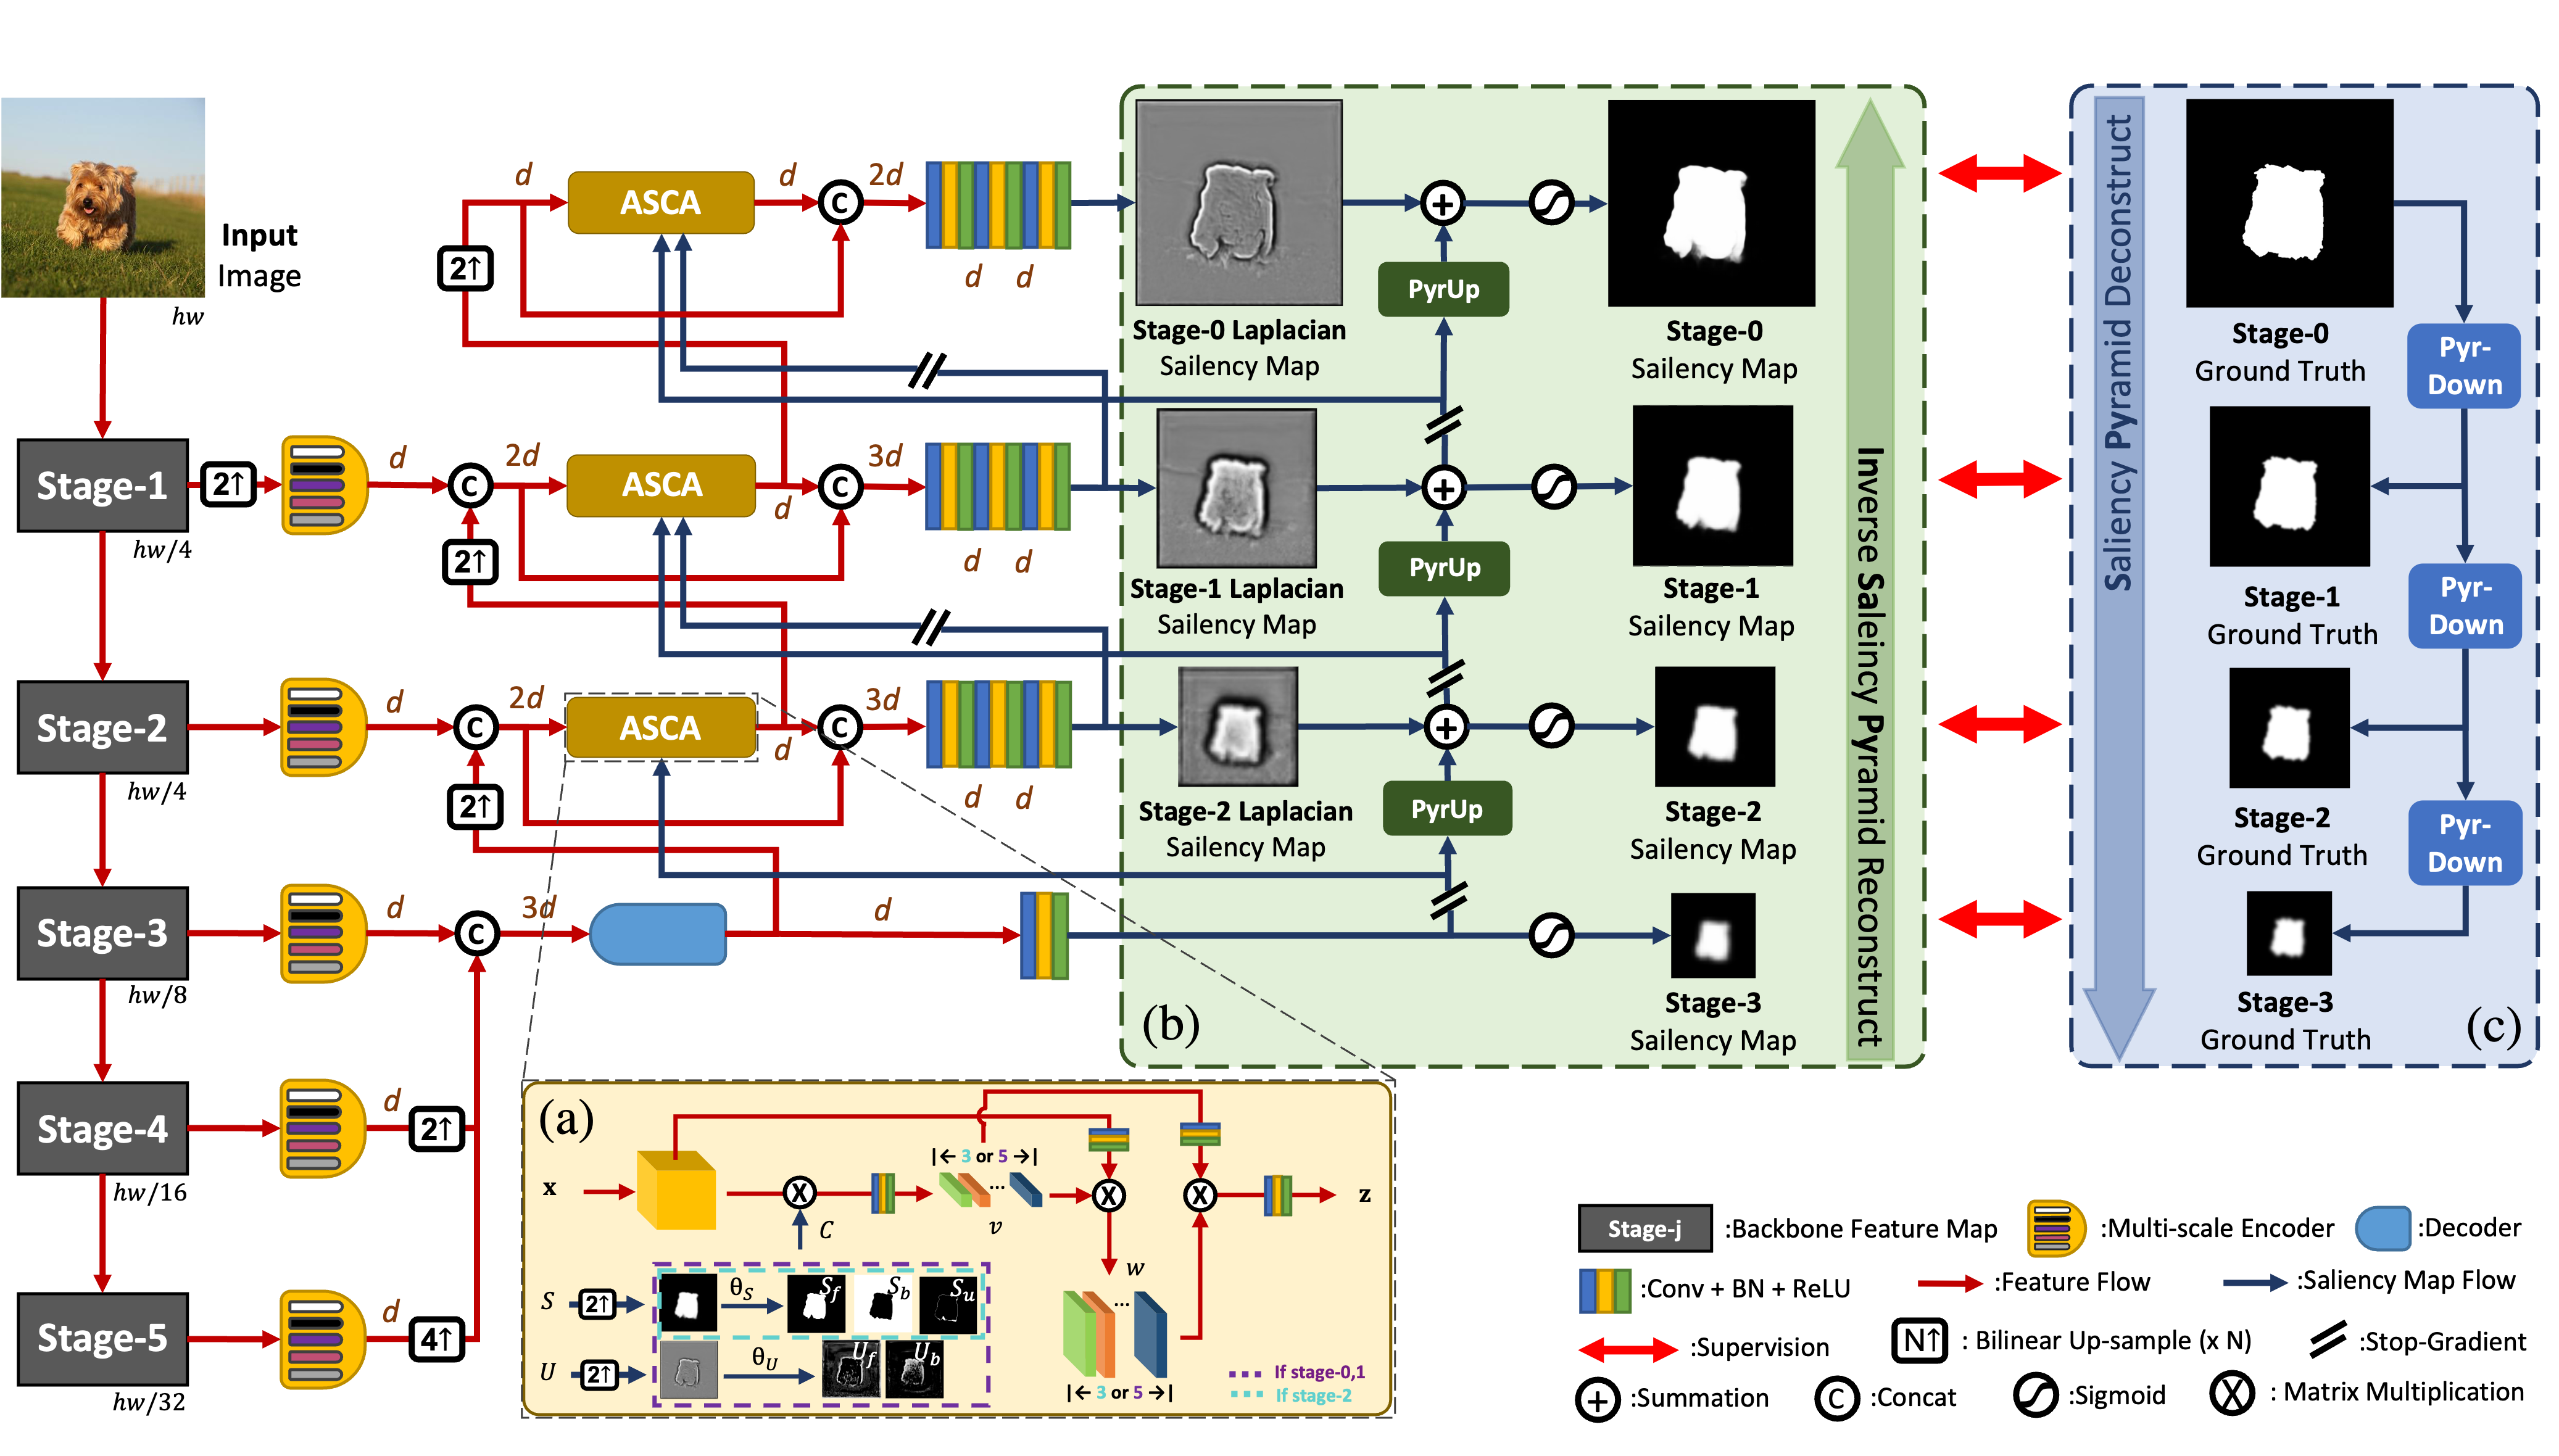 Input
Image
hw
Stage-1
hw/4
Stage-2
hw/4
Stage-3
hw/8
Stage-4
hw/16
Stage-5
hw/32
d
ASCA
d
C
2d
2↑
d d
2↑
d
C
2d
ASCA
d
C
3d
2↑
d d
d
C
2d
ASCA
d
C
3d
2↑
d d
d
C
3d
d
d
2↑
d
4↑
Stage-0 Laplacian
Sailency Map
+
PyrUp
Stage-0
Sailency Map
Stage-1 Laplacian
Sailency Map
+
PyrUp
Stage-1
Sailency Map
Stage-2 Laplacian
Sailency Map
+
PyrUp
Stage-2
Sailency Map
Stage-3
Sailency Map
(b)
Inverse Saleincy Pyramid Reconstruct
Saliency Pyramid Deconstruct
Stage-0
Ground Truth
Pyr-
Down
Stage-1
Ground Truth
Pyr-
Down
Stage-2
Ground Truth
Pyr-
Down
Stage-3
Ground Truth
(c)
(a)
|← 3 or 5 →|
x
X
C
v
X
X
z
w
S
2↑
θS
Sf
Sb
Su
U
2↑
θU
Uf
Ub
|← 3 or 5 →|
If stage-0,1
If stage-2
Stage-j :Backbone Feature Map
:Multi-scale Encoder
:Decoder
:Conv + BN + ReLU
:Feature Flow
:Saliency Map Flow
:Supervision
N↑ : Bilinear Up-sample (x N)
:Stop-Gradient
+ :Summation
C :Concat
:Sigmoid
X : Matrix Multiplication